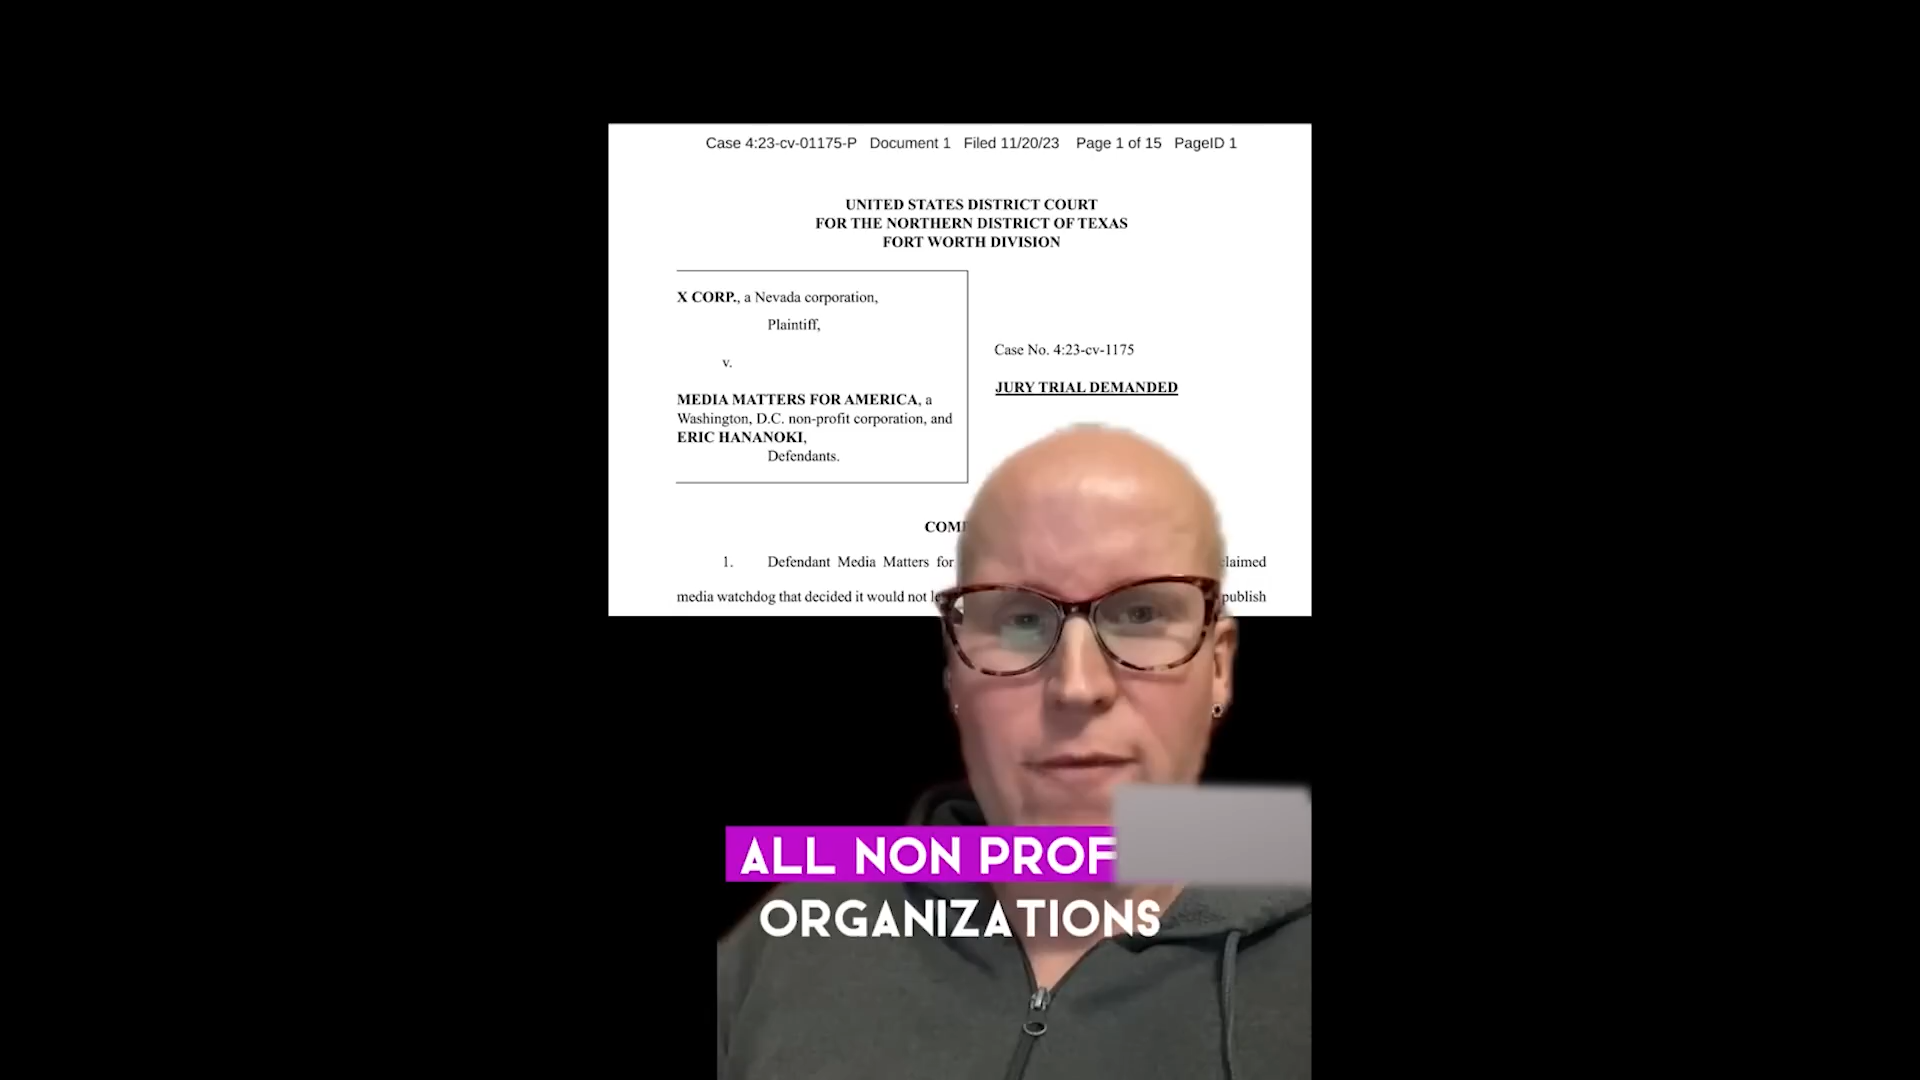 Case 4:23-cv-01175-P Document 1 Filed 11/20/23 Page 1 of 15 PageID 1
UNITED STATES DISTRICT COURT
FOR THE NORTHERN DISTRICT OF TEXAS
FORT WORTH DIVISION
X CORP., a Nevada corporation,
Plaintiff,
v.
MEDIA MATTERS FOR AMERICA, a
Washington, D.C. non-profit corporation, and
ERIC HANANOKI,
Defendants.
Case No. 4:23-cv-1175
JURY TRIAL DEMANDED
1. Defendant Media Matters for
media watchdog that decided it would not publish
ALL NON PROF
ORGANIZATIONS